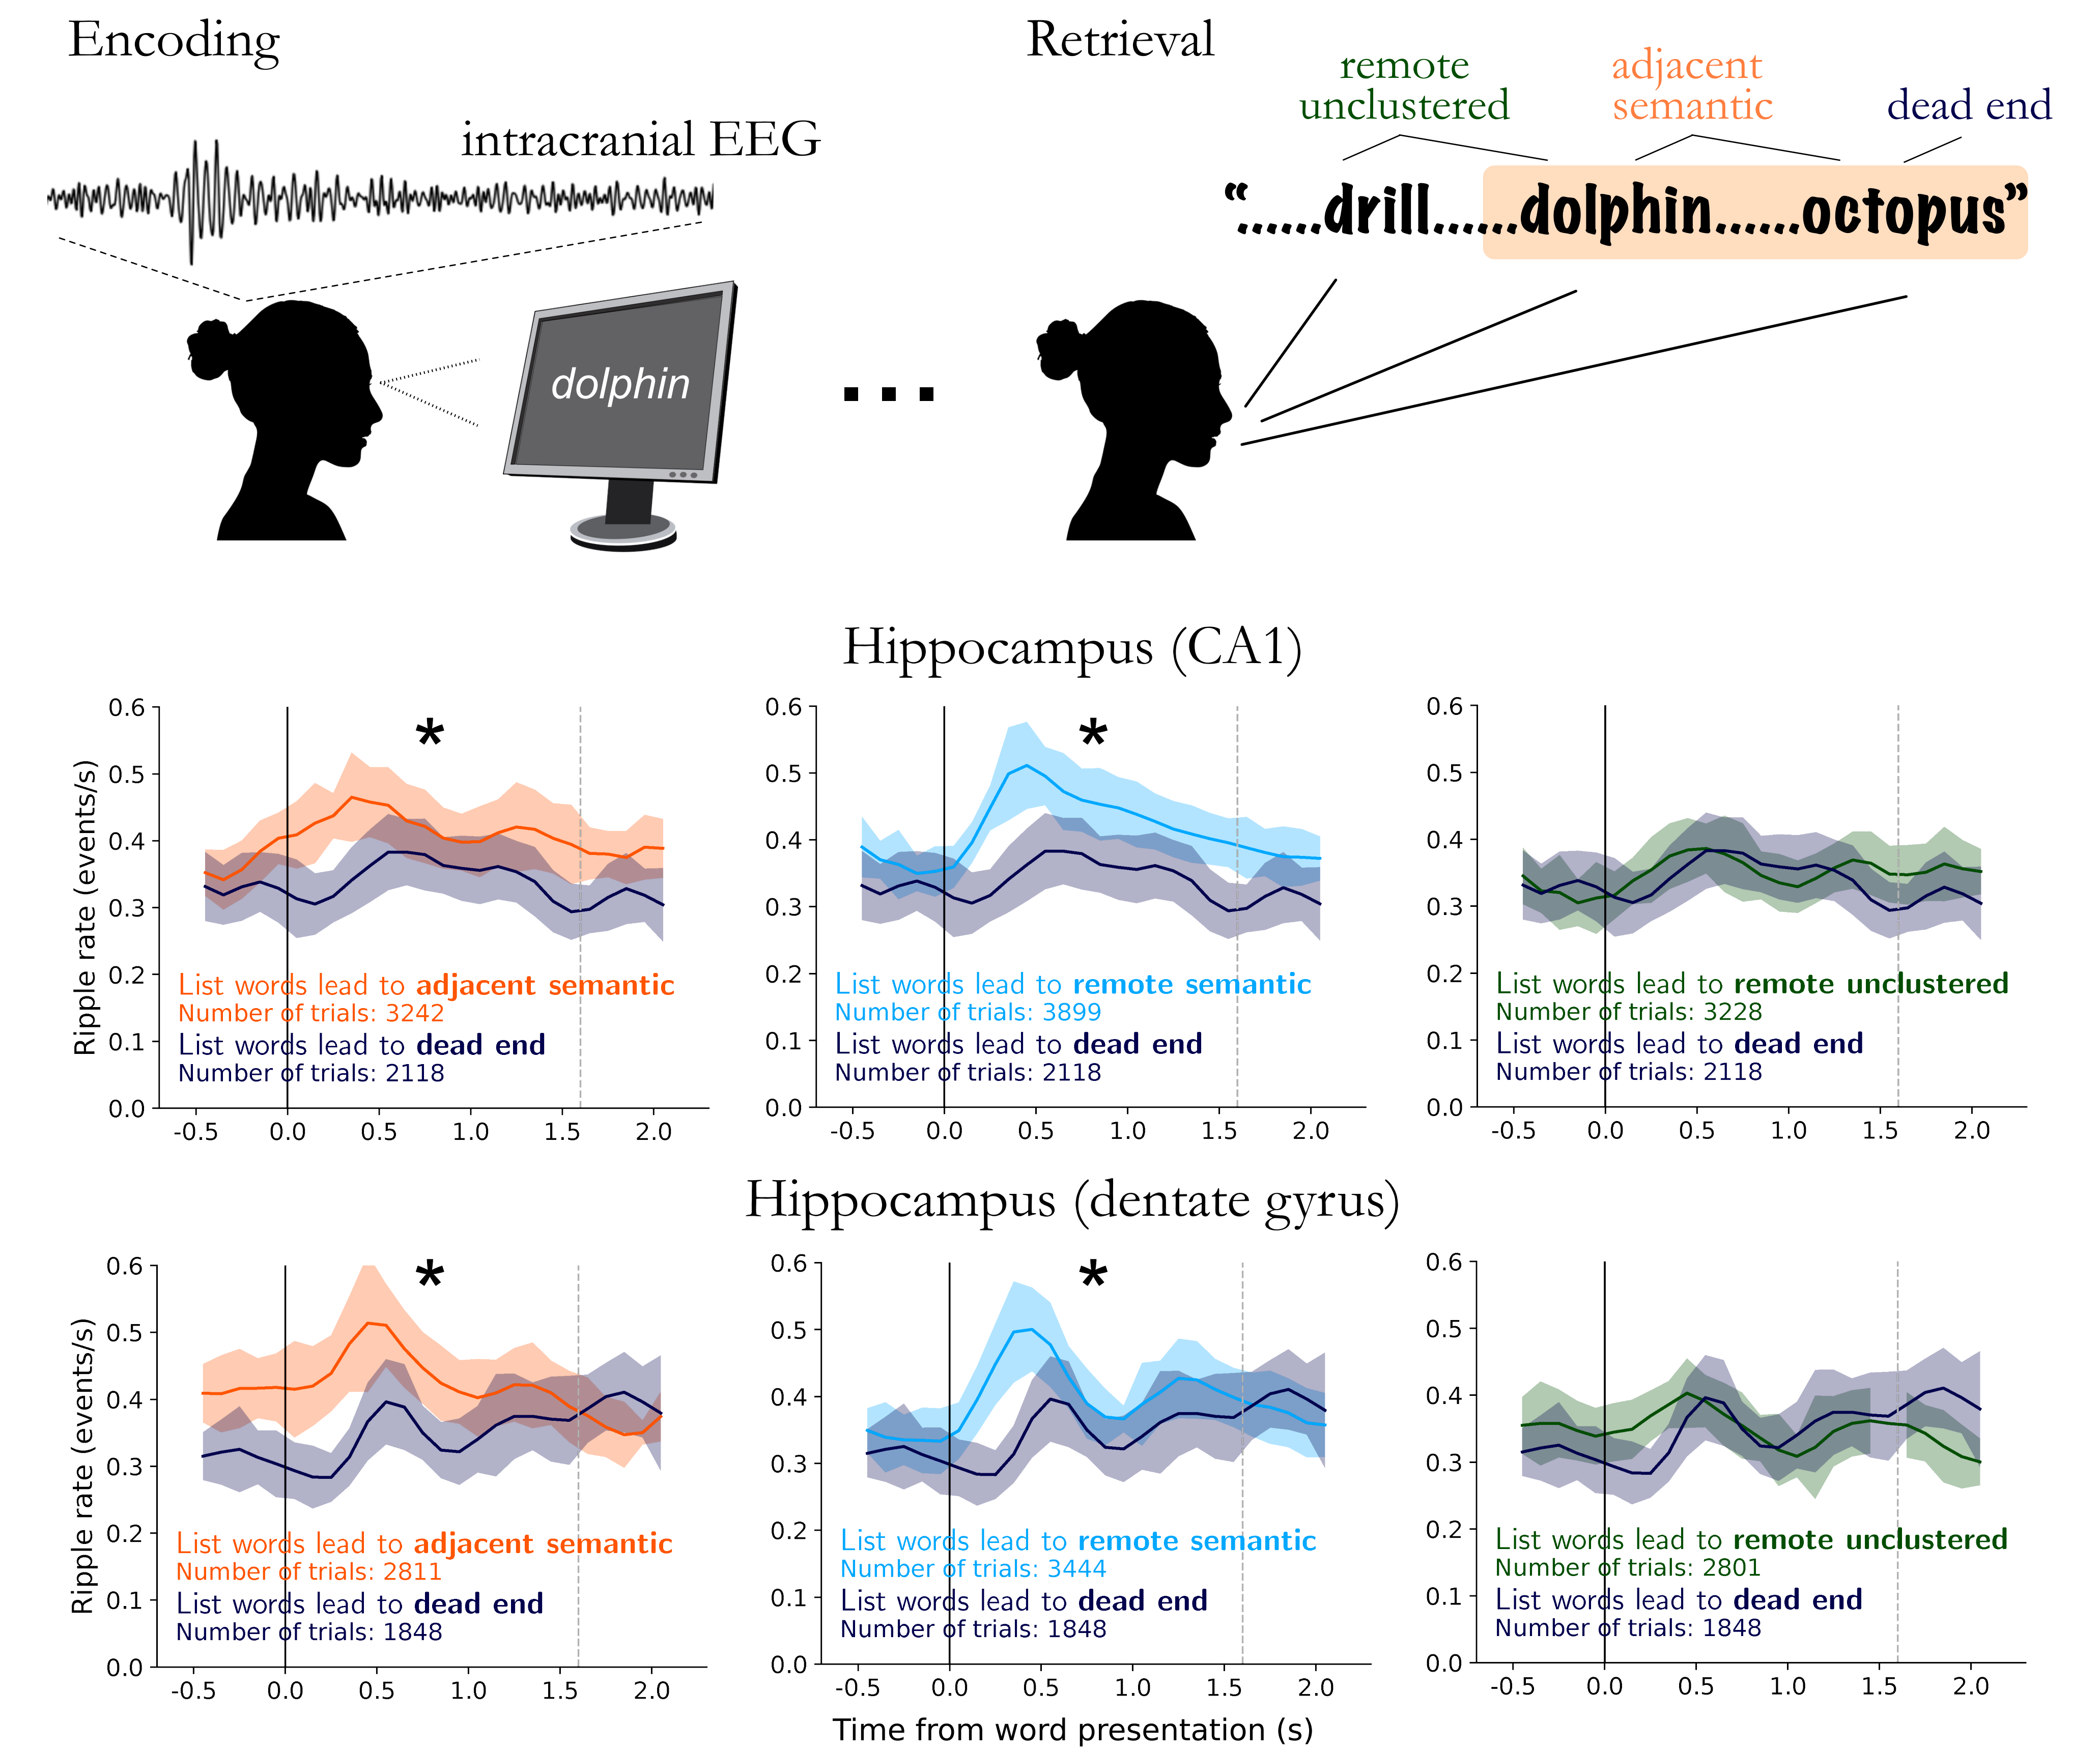 Encoding
Retrieval
intracranial EEG
remote
unclustered
adjacent
semantic
dead end
“......drill......dolphin......octopus”
dolphin
...
Hippocampus (CA1)
Ripple rate (events/s)
0.6
0.5
0.4
0.3
0.2
0.1
0.0
*
List words lead to adjacent semantic
Number of trials: 3242
List words lead to dead end
Number of trials: 2118
-0.5 0.0 0.5 1.0 1.5 2.0
0.6
0.5
0.4
0.3
0.2
0.1
0.0
*
List words lead to remote semantic
Number of trials: 3899
List words lead to dead end
Number of trials: 2118
-0.5 0.0 0.5 1.0 1.5 2.0
0.6
0.5
0.4
0.3
0.2
0.1
0.0
List words lead to remote unclustered
Number of trials: 3228
List words lead to dead end
Number of trials: 2118
-0.5 0.0 0.5 1.0 1.5 2.0
Hippocampus (dentate gyrus)
Ripple rate (events/s)
0.6
0.5
0.4
0.3
0.2
0.1
0.0
*
List words lead to adjacent semantic
Number of trials: 2811
List words lead to dead end
Number of trials: 1848
-0.5 0.0 0.5 1.0 1.5 2.0
0.6
0.5
0.4
0.3
0.2
0.1
0.0
*
List words lead to remote semantic
Number of trials: 3444
List words lead to dead end
Number of trials: 1848
-0.5 0.0 0.5 1.0 1.5 2.0
0.6
0.5
0.4
0.3
0.2
0.1
0.0
List words lead to remote unclustered
Number of trials: 2801
List words lead to dead end
Number of trials: 1848
-0.5 0.0 0.5 1.0 1.5 2.0
Time from word presentation (s)